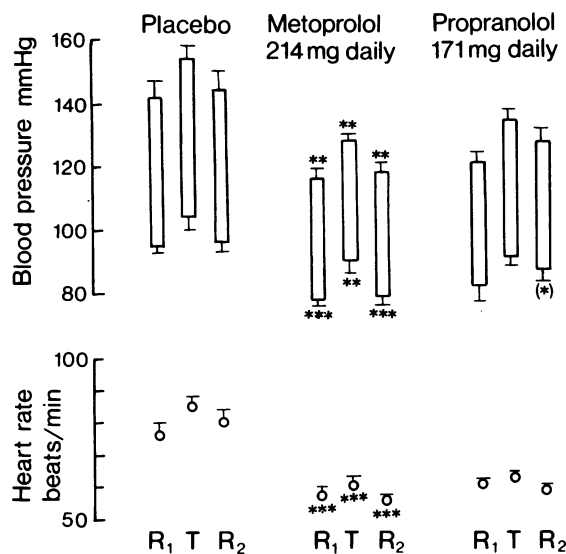 Placebo Metoprolol Propranolol
214 mg daily 171 mg daily
Blood pressure mmHg
160
140
120
100
80
** ** **
*** ** ***
(*)
Heart rate
beats/min
100
50
*** *** ***
R₁ T R₂ R₁ T R₂ R₁ T R₂